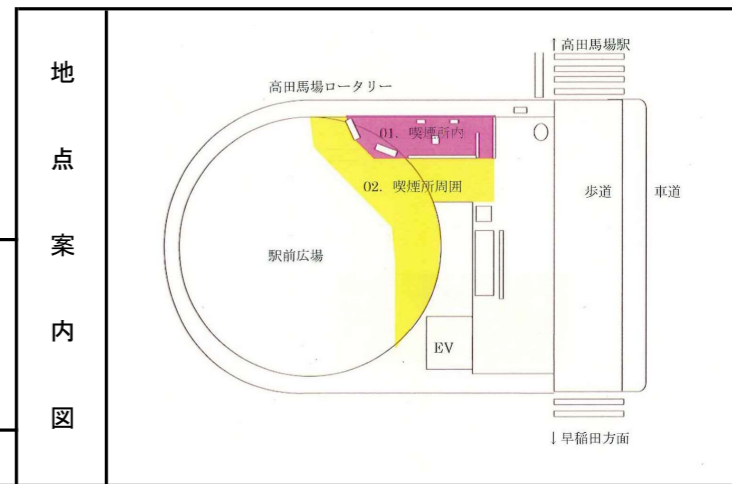 地点案内図
↑高田馬場駅
高田馬場ロータリー
01. 喫煙所内
02. 喫煙所周囲
歩道
車道
駅前広場
EV
↓早稲田方面